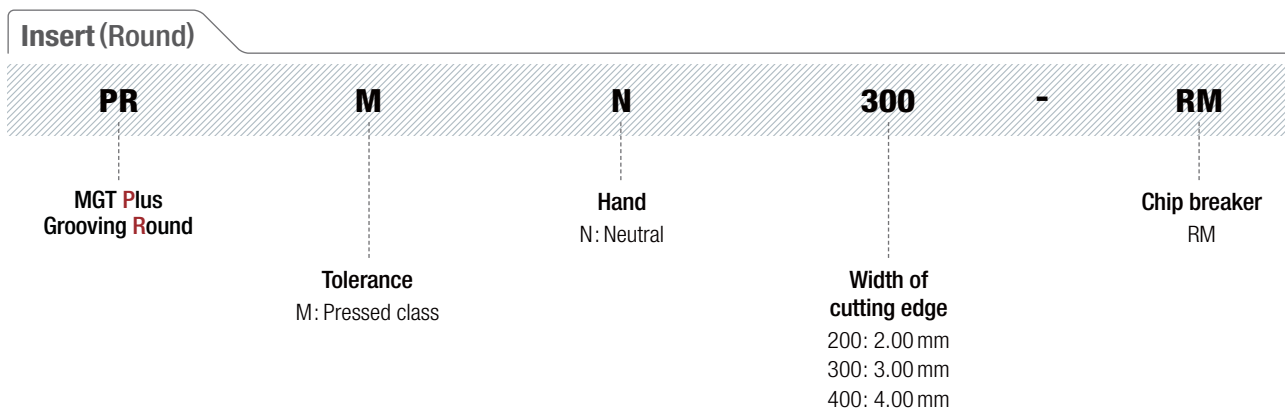 Insert (Round)
PR M N 300 - RM
MGT Plus
Grooving Round
Tolerance
M: Pressed class
Hand
N: Neutral
Width of
cutting edge
200: 2.00 mm
300: 3.00 mm
400: 4.00 mm
Chip breaker
RM